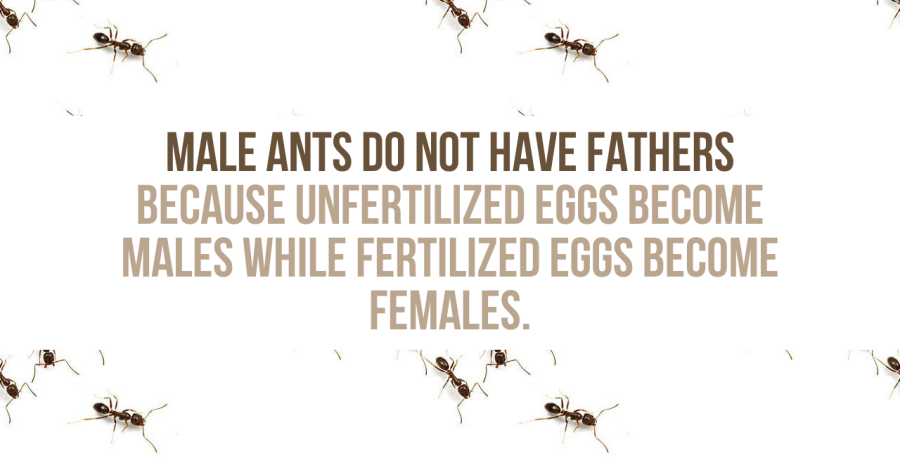 MALE ANTS DO NOT HAVE FATHERS
BECAUSE UNFERTILIZED EGGS BECOME
MALES WHILE FERTILIZED EGGS BECOME
FEMALES.